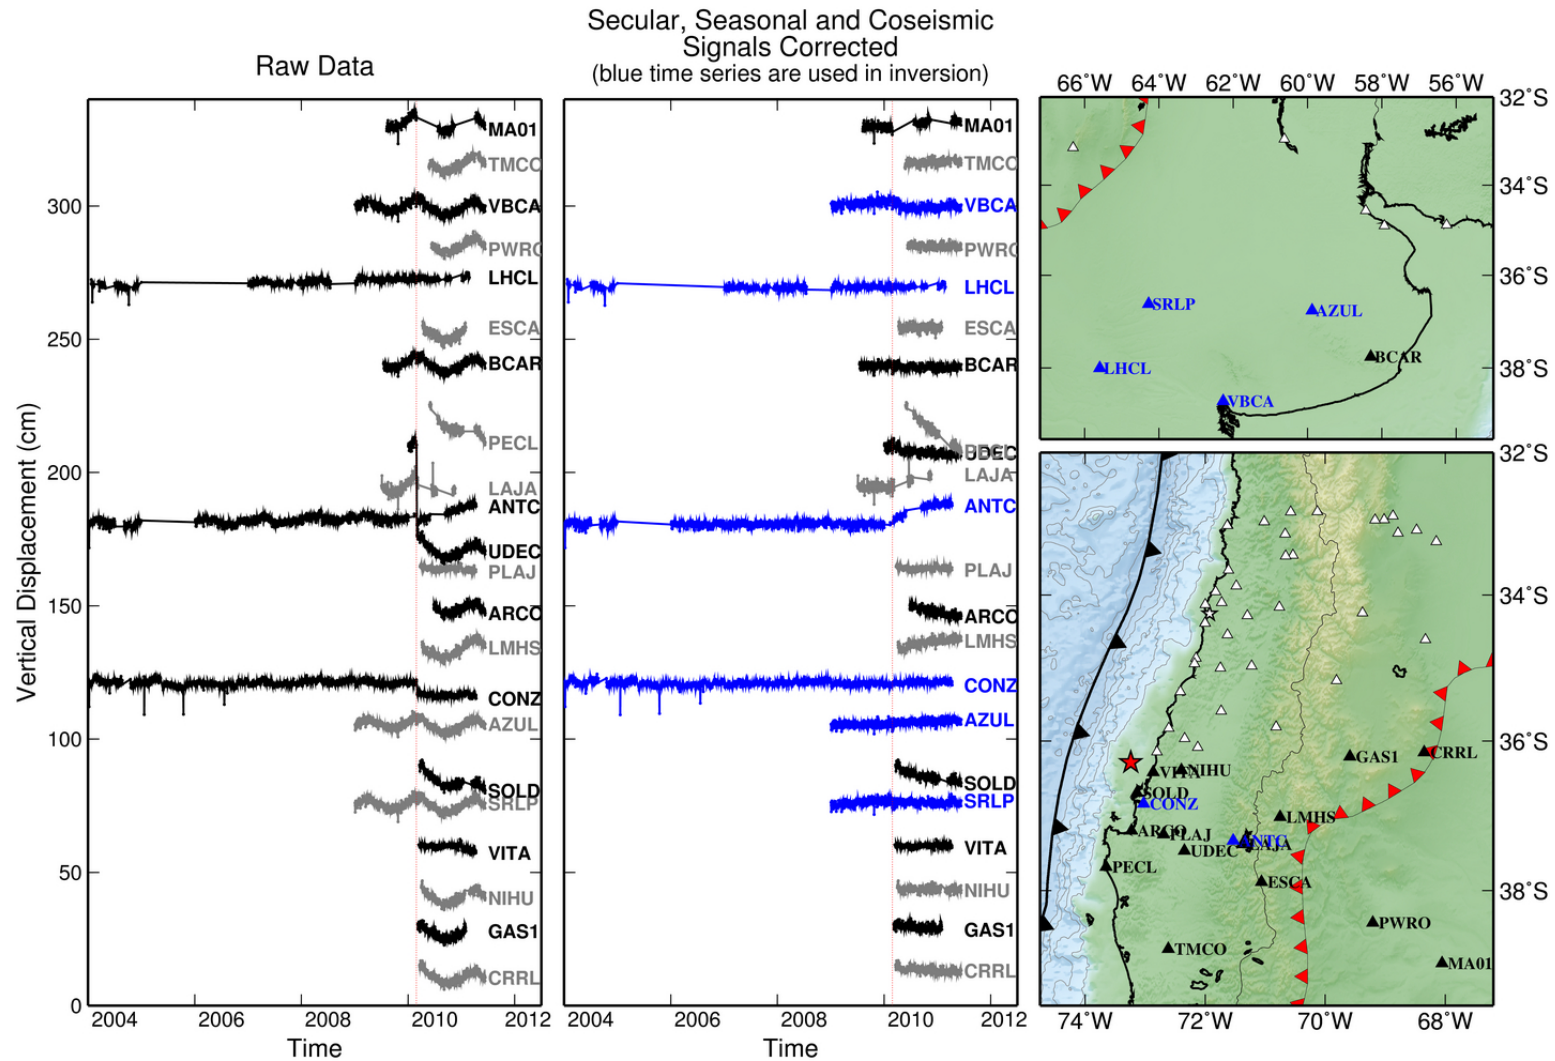 Raw Data
Secular, Seasonal and Coseismic
Signals Corrected
(blue time series are used in inversion)
Vertical Displacement (cm)
300
250
200
150
100
50
0
MA01
TMCO
VBCA
PWRO
LHCL
ESCA
BCAR
PECL
LAJA
ANTC
UDEC
PLAJ
ARCO
LMHS
CONZ
AZUL
SOLD
SRLP
VITA
NIHU
GAS1
CRRL
2004 2006 2008 2010 2012
Time
MA01
TMCO
VBCA
PWRO
LHCL
ESCA
BCAR
PECL
UDEC
LAJA
ANTC
PLAJ
ARCO
LMHS
CONZ
AZUL
SOLD
SRLP
VITA
NIHU
GAS1
CRRL
2004 2006 2008 2010 2012
Time
66°W 64°W 62°W 60°W 58°W 56°W
32°S
34°S
36°S
38°S
SRLP
AZUL
BCAR
LHCL
VBCA
32°S
34°S
36°S
38°S
GAS1
CRRL
VITA
NIHU
SOLD
CONZ
LMHS
ARCO
PLAJ
ANTC
LAJA
UDEC
PECL
ESCA
PWRO
TMCO
MA01
74°W 72°W 70°W 68°W